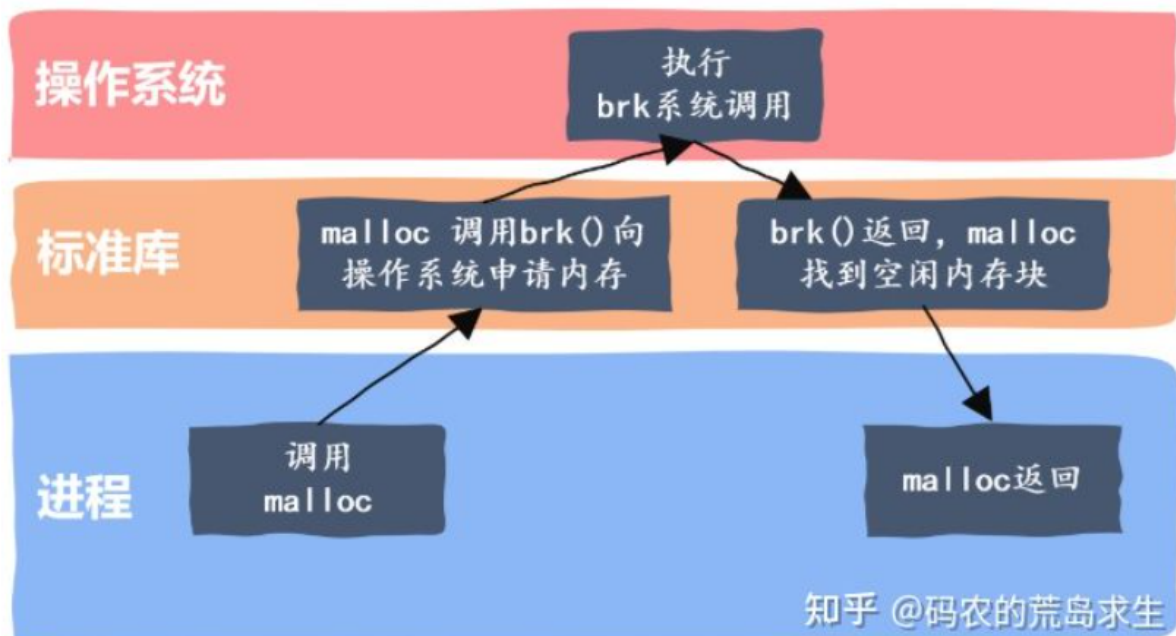 操作系统
执行
brk系统调用
标准库
malloc 调用brk()向
操作系统申请内存
brk()返回, malloc
找到空闲内存块
进程
调用
malloc
malloc返回
知乎 @码农的荒岛求生